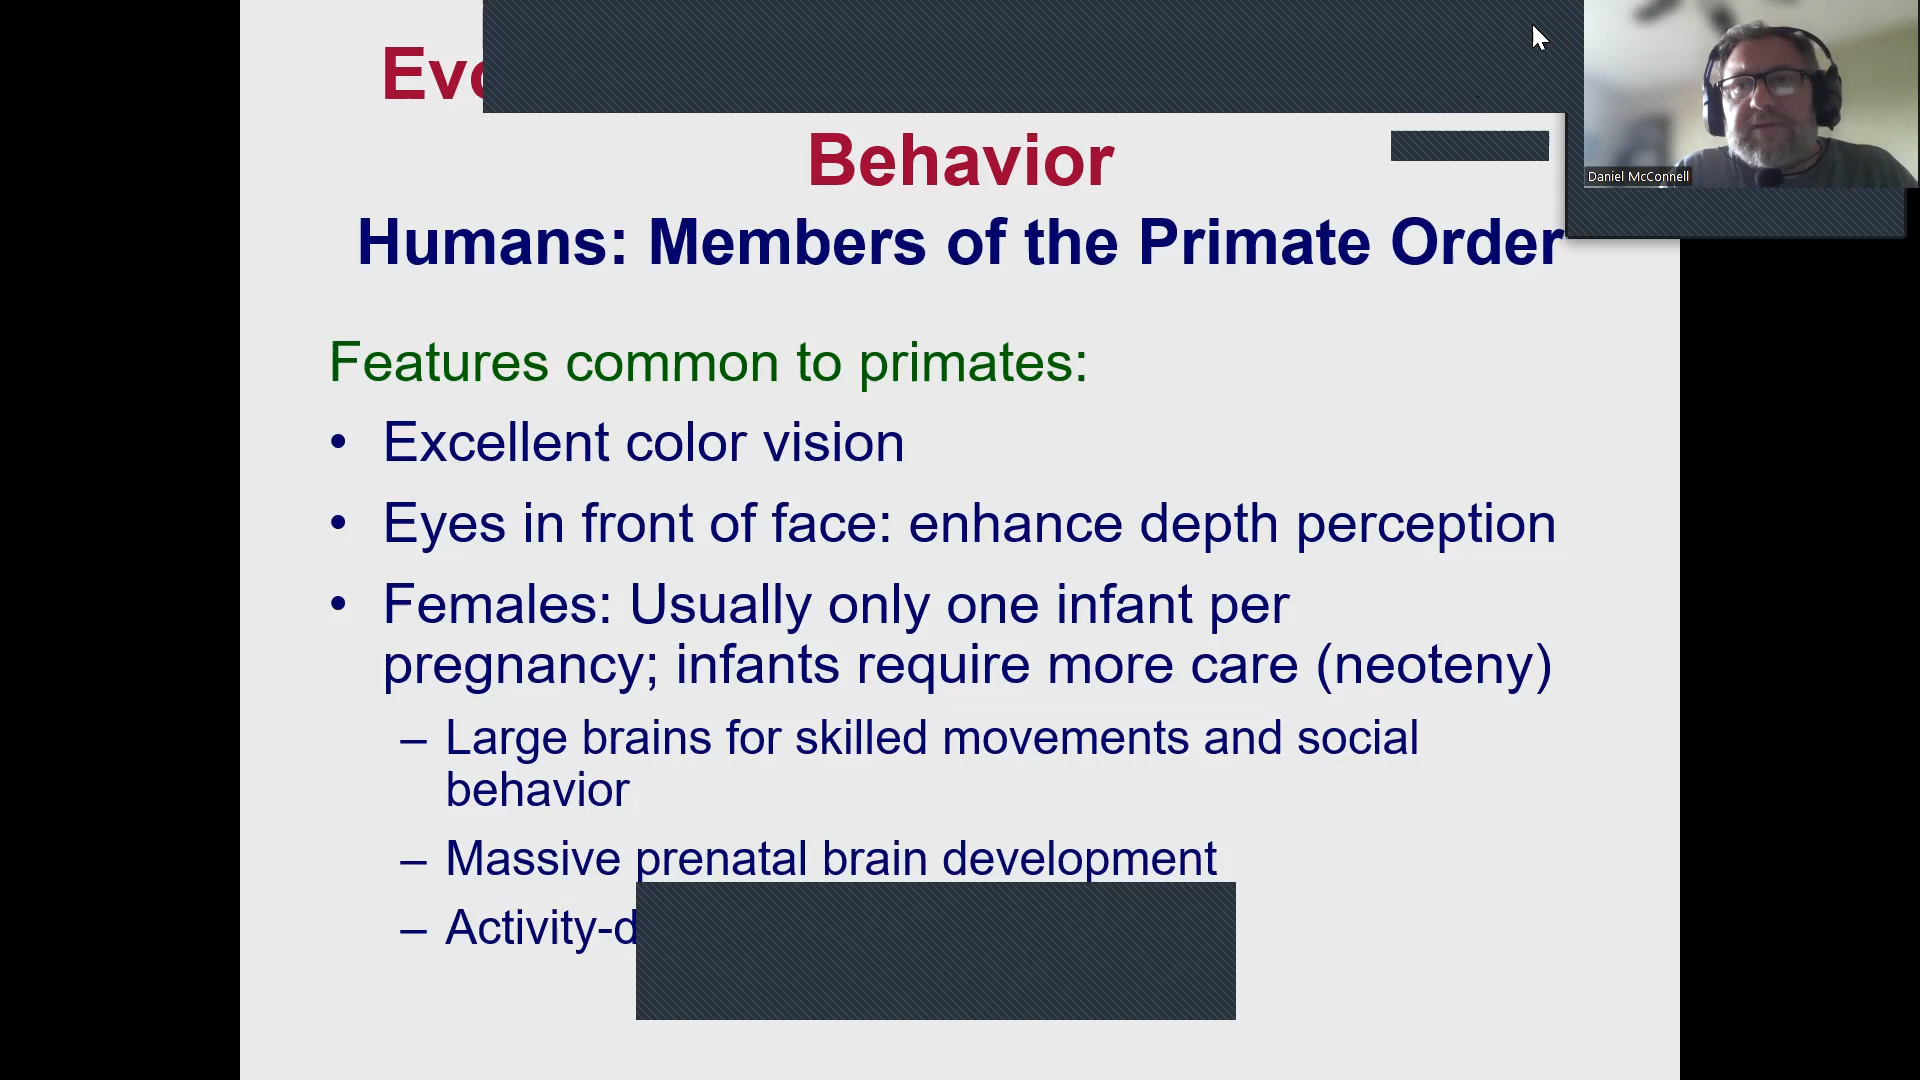 Behavior
Daniel McConnell
Humans: Members of the Primate Order
Features common to primates:
• Excellent color vision
• Eyes in front of face: enhance depth perception
• Females: Usually only one infant per
pregnancy; infants require more care (neoteny)
– Large brains for skilled movements and social
behavior
– Massive prenatal brain development